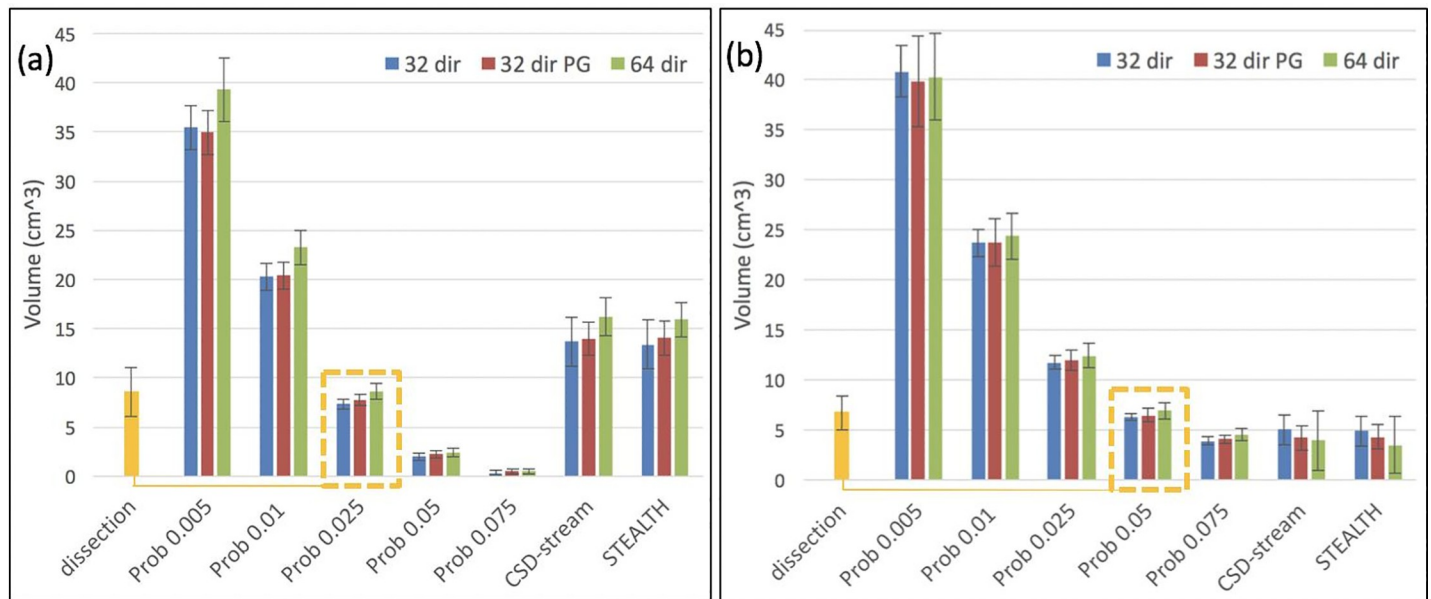 (a)
32 dir 32 dir PG 64 dir
Volume (cm^3)
45
40
35
30
25
20
15
10
5
0
dissection
Prob 0.005
Prob 0.01
Prob 0.025
Prob 0.05
Prob 0.075
CSD-stream
STEALTH
(b)
32 dir 32 dir PG 64 dir
Volume (cm^3)
45
40
35
30
25
20
15
10
5
0
dissection
Prob 0.005
Prob 0.01
Prob 0.025
Prob 0.05
Prob 0.075
CSD-stream
STEALTH